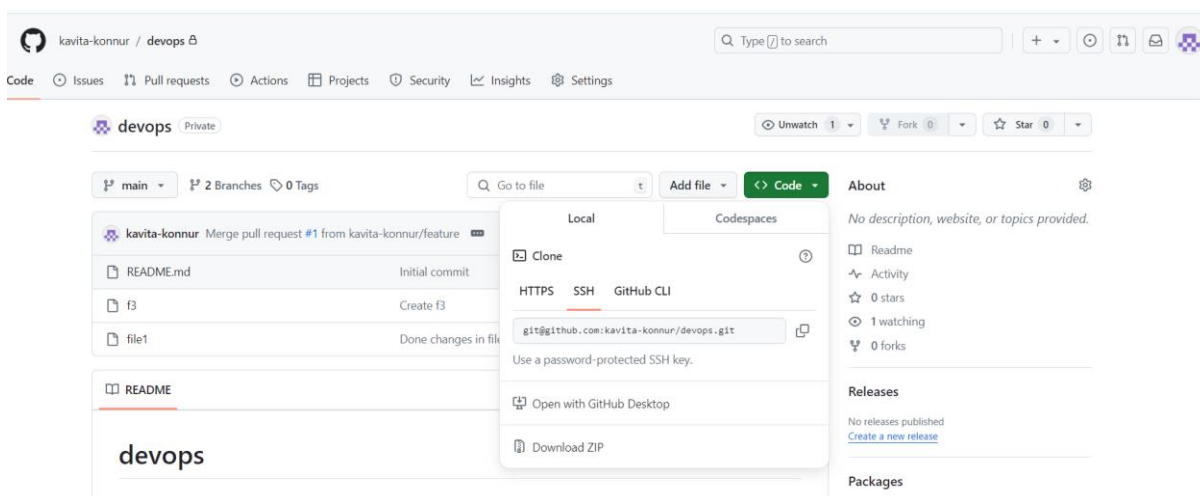 kavita-konnur / devops
Type / to search
Code Issues Pull requests Actions Projects Security Insights Settings
devops Private
Unwatch 1 Fork 0 Star 0
main 2 Branches 0 Tags
Go to file t Add file <> Code
kavita-konnur Merge pull request #1 from kavita-konnur/feature
README.md Initial commit
f3 Create f3
file1 Done changes in file
README
devops
Local Codespaces
Clone
HTTPS SSH GitHub CLI
git@github.com:kavita-konnur/devops.git
Use a password-protected SSH key.
Open with GitHub Desktop
Download ZIP
About
No description, website, or topics provided.
Readme
Activity
0 stars
1 watching
0 forks
Releases
No releases published
Create a new release
Packages